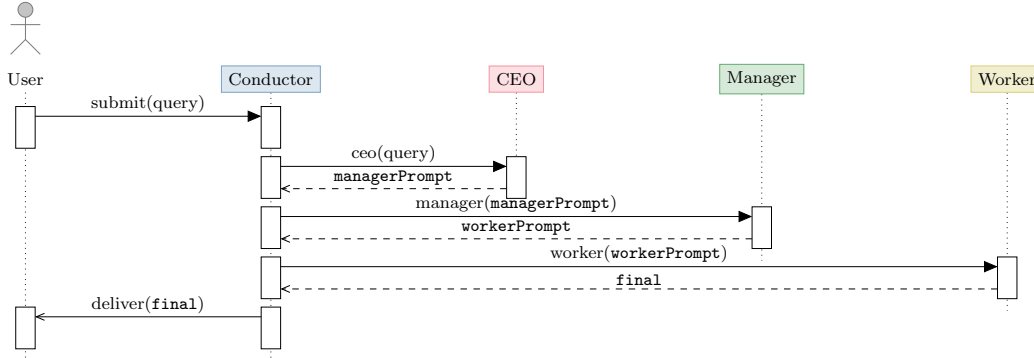 User
Conductor
CEO
Manager
Worker
submit(query)
ceo(query)
managerPrompt
manager(managerPrompt)
workerPrompt
worker(workerPrompt)
final
deliver(final)